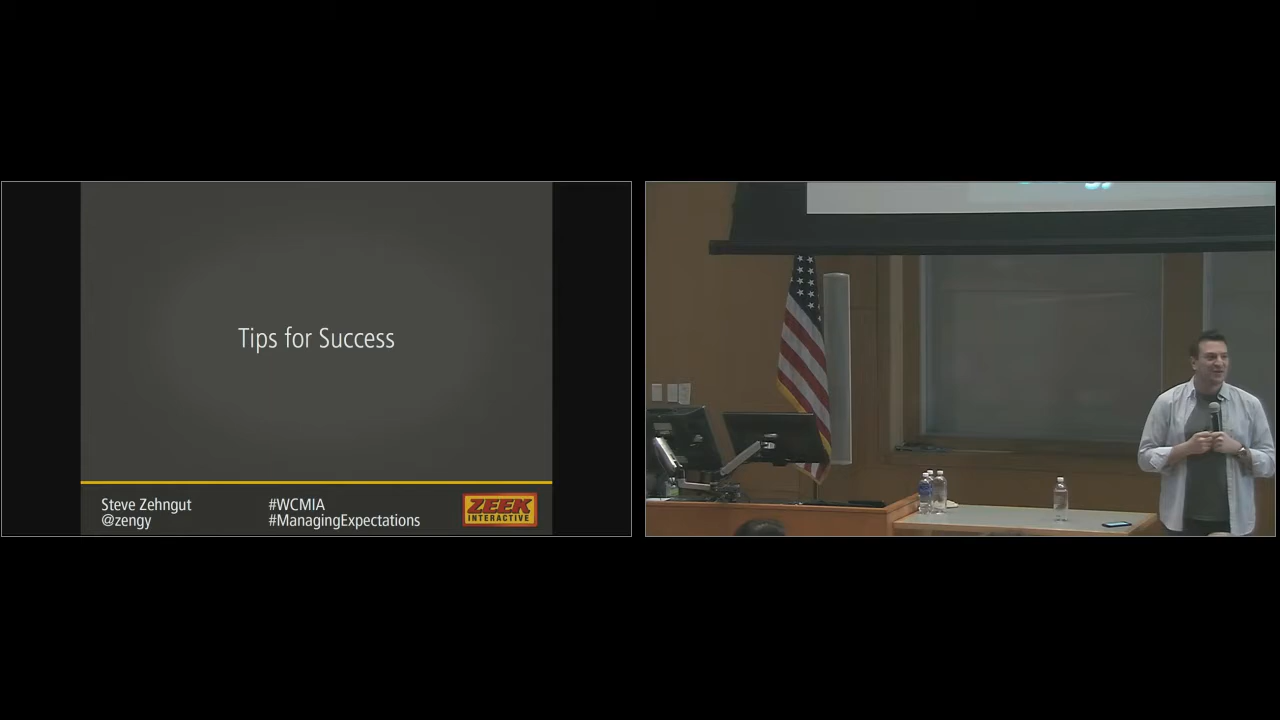 Tips for Success
Steve Zehngut
@zengy
#WCMIA
#ManagingExpectations
ZEEK
INTERACTIVE